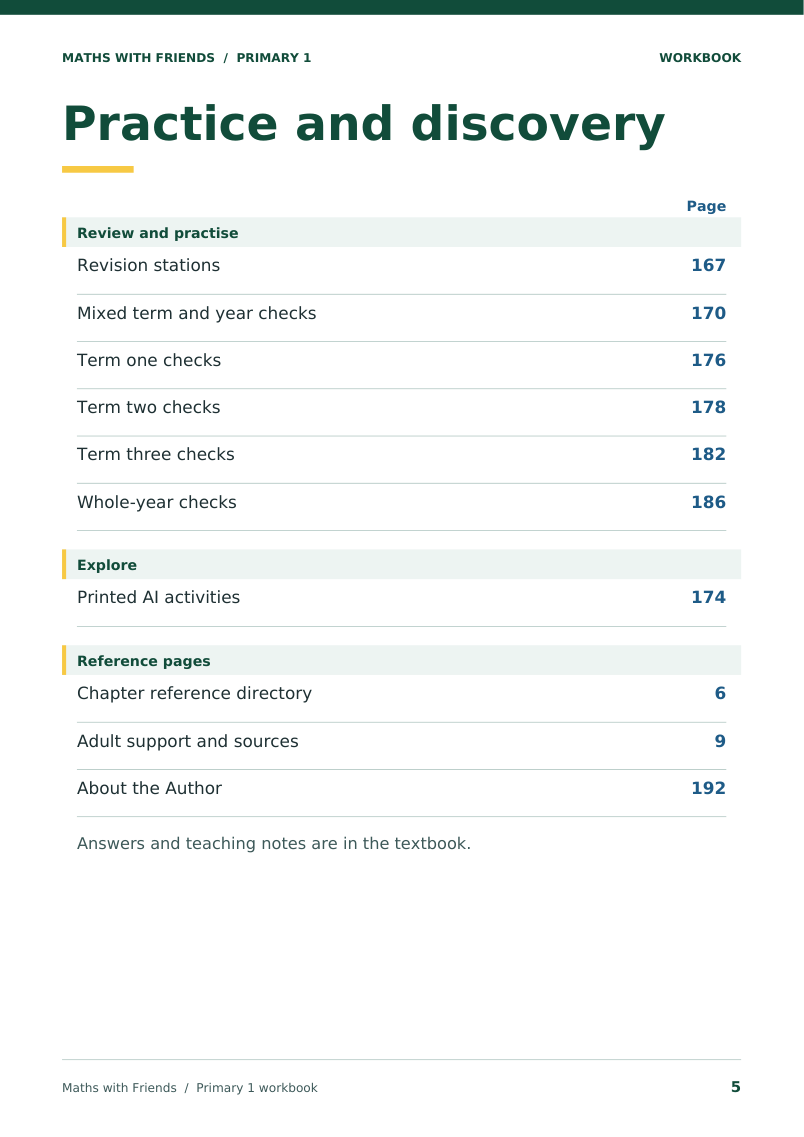 MATHS WITH FRIENDS / PRIMARY 1 WORKBOOK
Practice and discovery
Page
Review and practise
Revision stations 167
Mixed term and year checks 170
Term one checks 176
Term two checks 178
Term three checks 182
Whole-year checks 186
Explore
Printed AI activities 174
Reference pages
Chapter reference directory 6
Adult support and sources 9
About the Author 192
Answers and teaching notes are in the textbook.
Maths with Friends / Primary 1 workbook 5